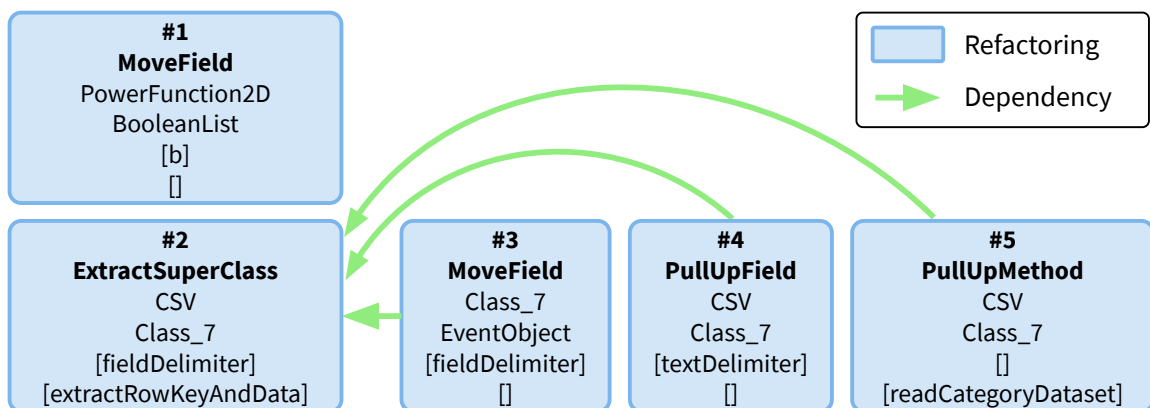 #1
MoveField
PowerFunction2D
BooleanList
[b]
[]
Refactoring
Dependency
#2
ExtractSuperClass
CSV
Class_7
[fieldDelimiter]
[extractRowKeyAndData]
#3
MoveField
Class_7
EventObject
[fieldDelimiter]
[]
#4
PullUpField
CSV
Class_7
[textDelimiter]
[]
#5
PullUpMethod
CSV
Class_7
[]
[readCategoryDataset]